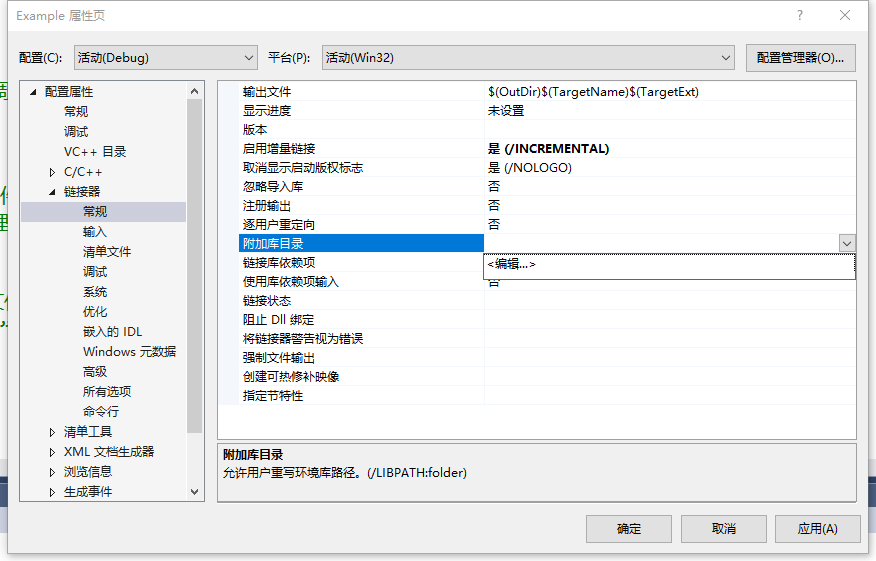 Example 属性页
配置(C): 活动(Debug) 平台(P): 活动(Win32) 配置管理器(O)...
配置属性
常规
调试
VC++ 目录
C/C++
链接器
常规
输入
清单文件
调试
系统
优化
嵌入的 IDL
Windows 元数据
高级
所有选项
命令行
清单工具
XML 文档生成器
浏览信息
生成事件
输出文件 $(OutDir)$(TargetName)$(TargetExt)
显示进度 未设置
版本
启用增量链接 是 (/INCREMENTAL)
取消显示启动版权标志 是 (/NOLOGO)
忽略导入库 否
注册输出 否
逐用户重定向 否
附加库目录
<编辑...>
链接库依赖项
使用库依赖项输入 否
链接状态
阻止 Dll 绑定
将链接器警告视为错误
强制文件输出
创建可热修补映像
指定节特性
附加库目录
允许用户重写环境库路径。(/LIBPATH:folder)
确定 取消 应用(A)